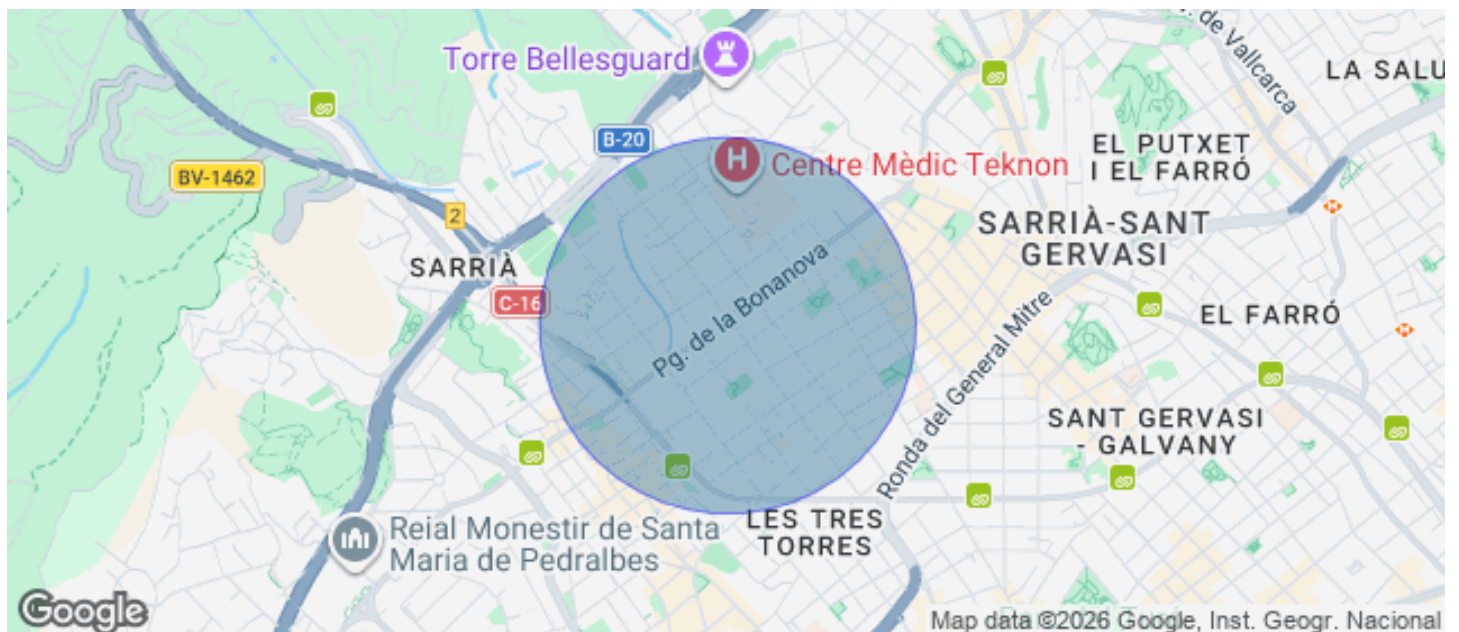 Torre Bellesguard
de Vallcarca
LA SALU
B-20
EL PUTXET
I EL FARRÓ
Centre Mèdic Teknon
BV-1462
2
SARRIÀ-SANT
GERVASI
SARRIÀ
C-16
Pg. de la Bonanova
EL FARRÓ
Ronda del General Mitre
SANT GERVASI
- GALVANY
LES TRES
TORRES
Reial Monestir de Santa
Maria de Pedralbes
Google
Map data ©2026 Google, Inst. Geogr. Nacional